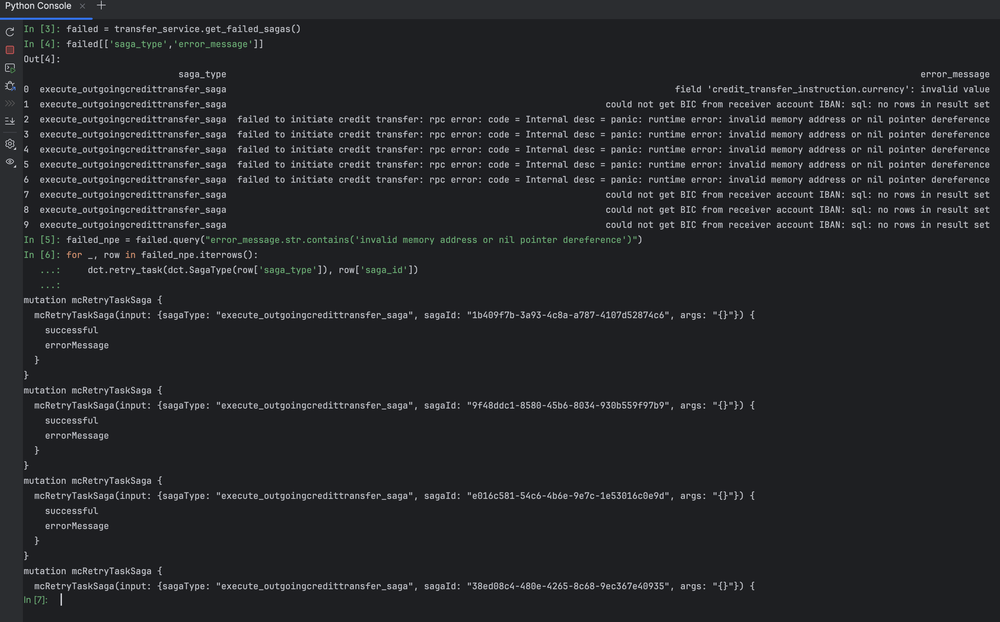 Python Console
In [3]: failed = transfer_service.get_failed_sagas()
In [4]: failed[['saga_type','error_message']]
Out[4]:
saga_type error_message
0 execute_outgoingcredittransfer_saga field 'credit_transfer_instruction.currency': invalid value
1 execute_outgoingcredittransfer_saga could not get BIC from receiver account IBAN: sql: no rows in result set
2 execute_outgoingcredittransfer_saga failed to initiate credit transfer: rpc error: code = Internal desc = panic: runtime error: invalid memory address or nil pointer dereference
3 execute_outgoingcredittransfer_saga failed to initiate credit transfer: rpc error: code = Internal desc = panic: runtime error: invalid memory address or nil pointer dereference
4 execute_outgoingcredittransfer_saga failed to initiate credit transfer: rpc error: code = Internal desc = panic: runtime error: invalid memory address or nil pointer dereference
5 execute_outgoingcredittransfer_saga failed to initiate credit transfer: rpc error: code = Internal desc = panic: runtime error: invalid memory address or nil pointer dereference
6 execute_outgoingcredittransfer_saga failed to initiate credit transfer: rpc error: code = Internal desc = panic: runtime error: invalid memory address or nil pointer dereference
7 execute_outgoingcredittransfer_saga could not get BIC from receiver account IBAN: sql: no rows in result set
8 execute_outgoingcredittransfer_saga could not get BIC from receiver account IBAN: sql: no rows in result set
9 execute_outgoingcredittransfer_saga could not get BIC from receiver account IBAN: sql: no rows in result set
In [5]: failed_npe = failed.query("error_message.str.contains('invalid memory address or nil pointer dereference')")
In [6]: for _, row in failed_npe.iterrows():
...:     dct.retry_task(dct.SagaType(row['saga_type']), row['saga_id'])
...:
mutation mcRetryTaskSaga {
  mcRetryTaskSaga(input: {sagaType: "execute_outgoingcredittransfer_saga", sagaId: "1b409f7b-3a93-4c8a-a787-4107d52874c6", args: "{}"}) {
    successful
    errorMessage
  }
}
mutation mcRetryTaskSaga {
  mcRetryTaskSaga(input: {sagaType: "execute_outgoingcredittransfer_saga", sagaId: "9f48ddc1-8580-45b6-8034-930b559f97b9", args: "{}"}) {
    successful
    errorMessage
  }
}
mutation mcRetryTaskSaga {
  mcRetryTaskSaga(input: {sagaType: "execute_outgoingcredittransfer_saga", sagaId: "e016c581-54c6-4b6e-9e7c-1e53016c0e9d", args: "{}"}) {
    successful
    errorMessage
  }
}
mutation mcRetryTaskSaga {
  mcRetryTaskSaga(input: {sagaType: "execute_outgoingcredittransfer_saga", sagaId: "38ed08c4-480e-4265-8c68-9ec367e40935", args: "{}"}) {
In [7]: